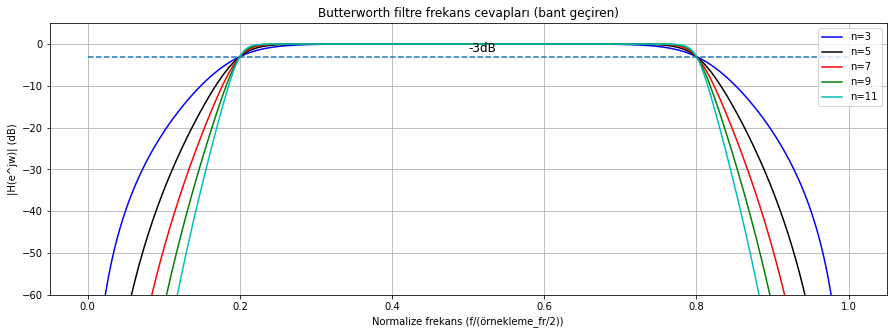 Butterworth filtre frekans cevapları (bant geçiren)
-3dB
n=3
n=5
n=7
n=9
n=11
|H(e^jw)| (dB)
0
−10
−20
−30
−40
−50
−60
0.0
0.2
0.4
0.6
0.8
1.0
Normalize frekans (f/(örnekleme_fr/2))